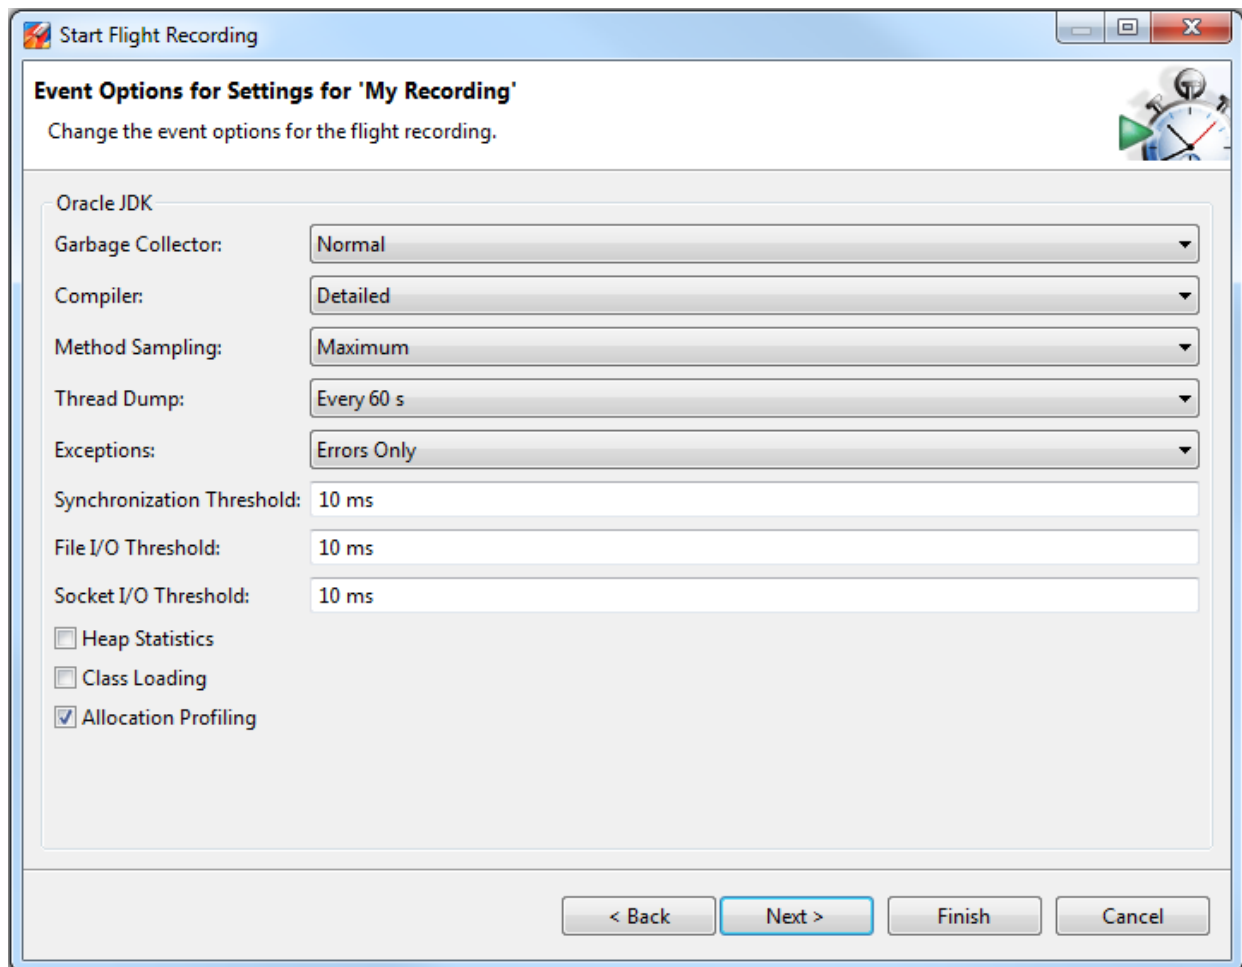 Start Flight Recording
Event Options for Settings for 'My Recording'
Change the event options for the flight recording.
Oracle JDK
Garbage Collector: Normal
Compiler: Detailed
Method Sampling: Maximum
Thread Dump: Every 60 s
Exceptions: Errors Only
Synchronization Threshold: 10 ms
File I/O Threshold: 10 ms
Socket I/O Threshold: 10 ms
Heap Statistics
Class Loading
Allocation Profiling
< Back Next > Finish Cancel